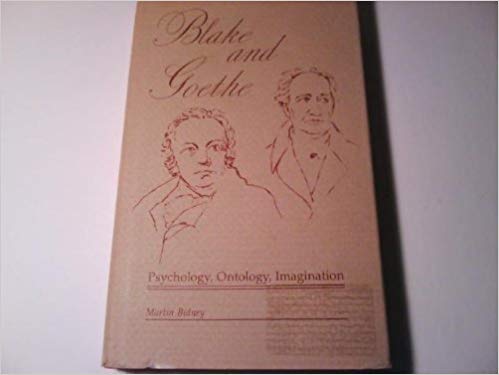 Blake
and
Goethe
Psychology, Ontology, Imagination
Martin Bidney